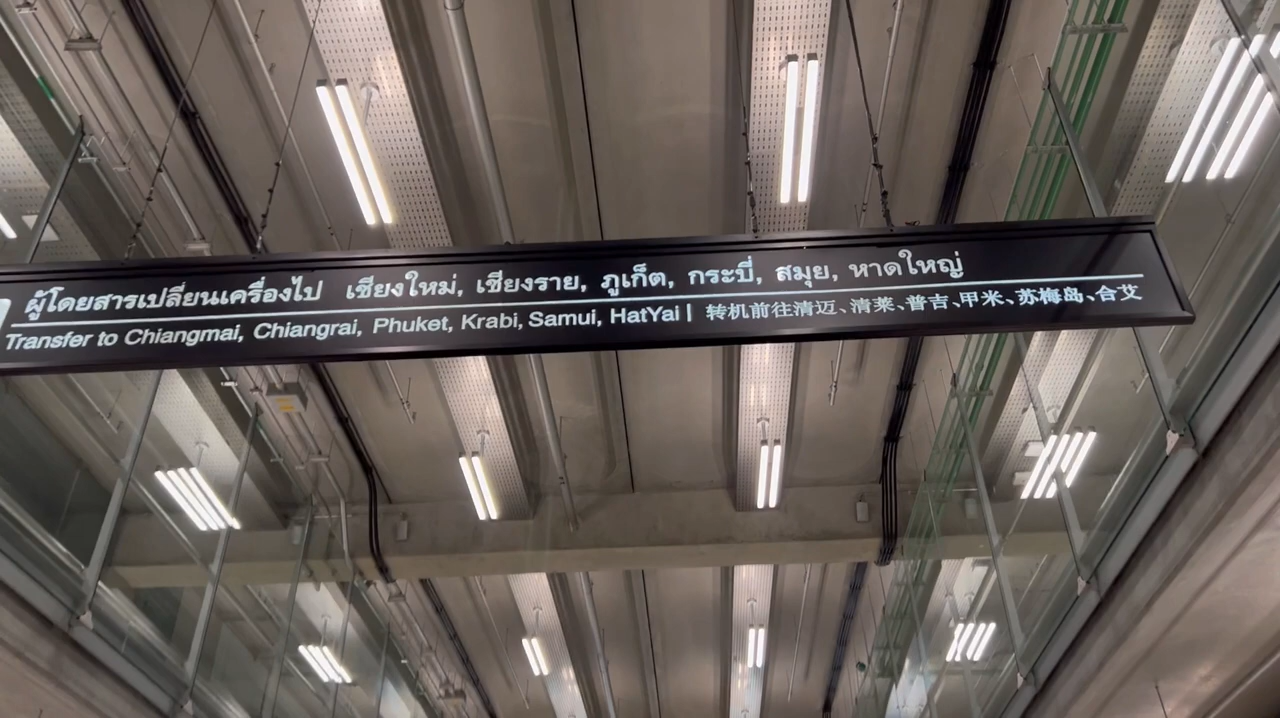 ผู้โดยสารเปลี่ยนเครื่องไป เชียงใหม่, เชียงราย, ภูเก็ต, กระบี่, สมุย, หาดใหญ่
Transfer to Chiangmai, Chiangrai, Phuket, Krabi, Samui, HatYai | 转机前往清迈、清莱、普吉、甲米、苏梅岛、合艾